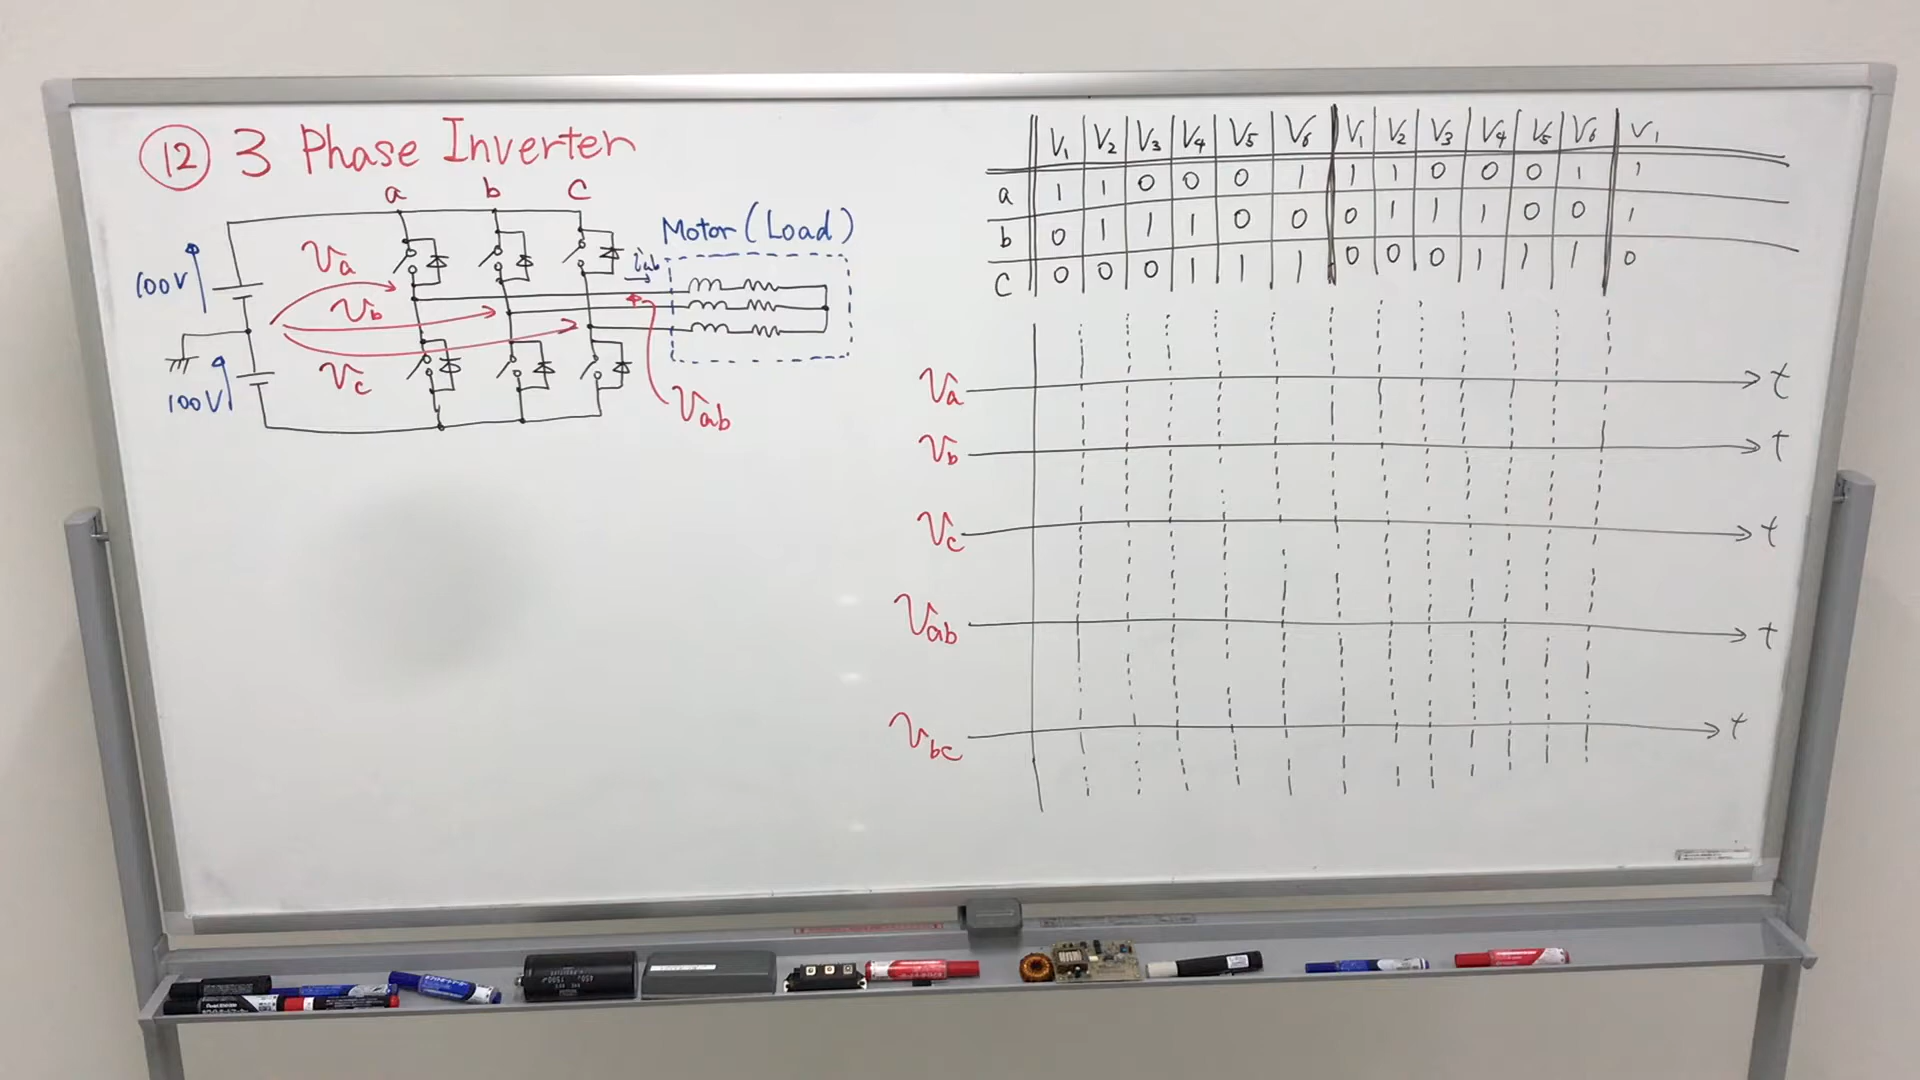 ⑫ 3 Phase Inverter
a b c
Motor (Load)
100V
Va
Vb
Vc
iab
100V
Vab
V1 V2 V3 V4 V5 V6 V1 V2 V3 V4 V5 V6 V1
a 1 1 0 0 0 1 1 1 0 0 0 1 1
b 0 1 1 1 0 0 0 1 1 1 0 0 1
c 0 0 0 1 1 1 0 0 0 1 1 1 0
Va t
Vb t
Vc t
Vab t
Vbc t